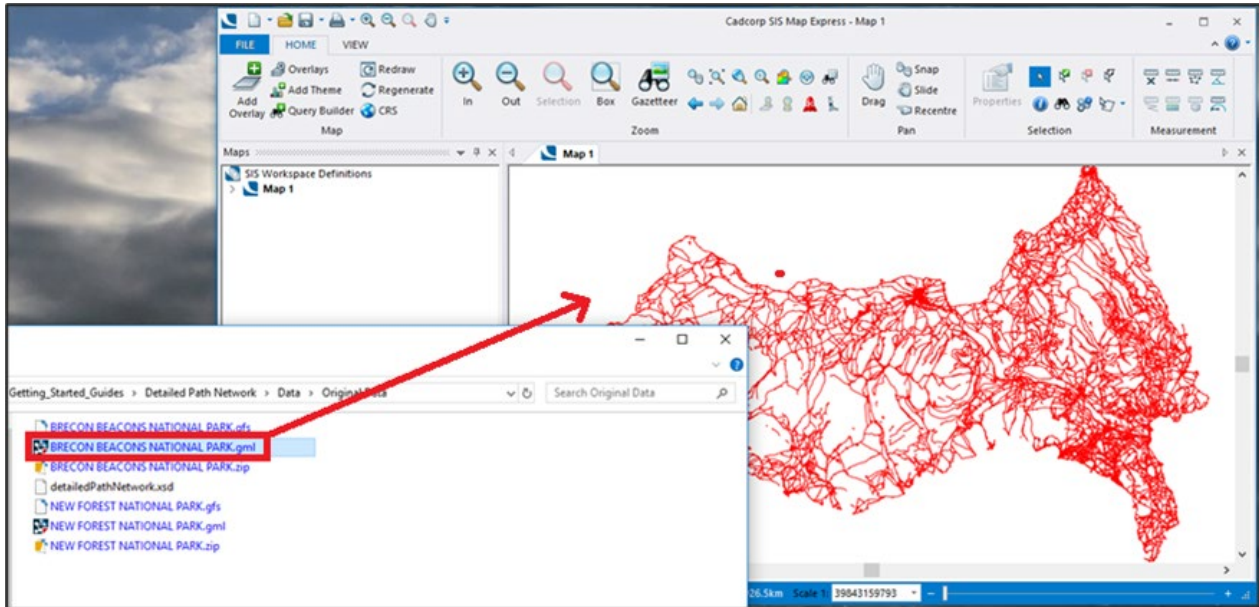 Cadcorp SIS Map Express - Map 1
FILE HOME VIEW
Add Overlay
Overlays
Add Theme
Query Builder
Redraw
Regenerate
CRS
Map
In Out Selection Box Gazetteer
Zoom
Drag
Snap
Slide
Recentre
Pan
Properties
Selection
Measurement
Maps
Map 1
SIS Workspace Definitions
Map 1
Getting_Started_Guides > Detailed Path Network > Data > Original Data
Search Original Data
BRECON BEACONS NATIONAL PARK.gfs
BRECON BEACONS NATIONAL PARK.gml
BRECON BEACONS NATIONAL PARK.zip
detailedPathNetwork.xsd
NEW FOREST NATIONAL PARK.gfs
NEW FOREST NATIONAL PARK.gml
NEW FOREST NATIONAL PARK.zip
26.5km Scale 1: 39843159793